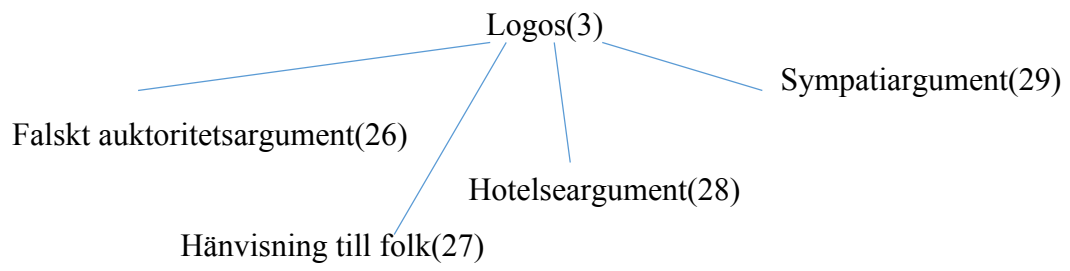 Logos(3)
Sympatiargument(29)
Falskt auktoritetsargument(26)
Hotelseargument(28)
Hänvisning till folk(27)